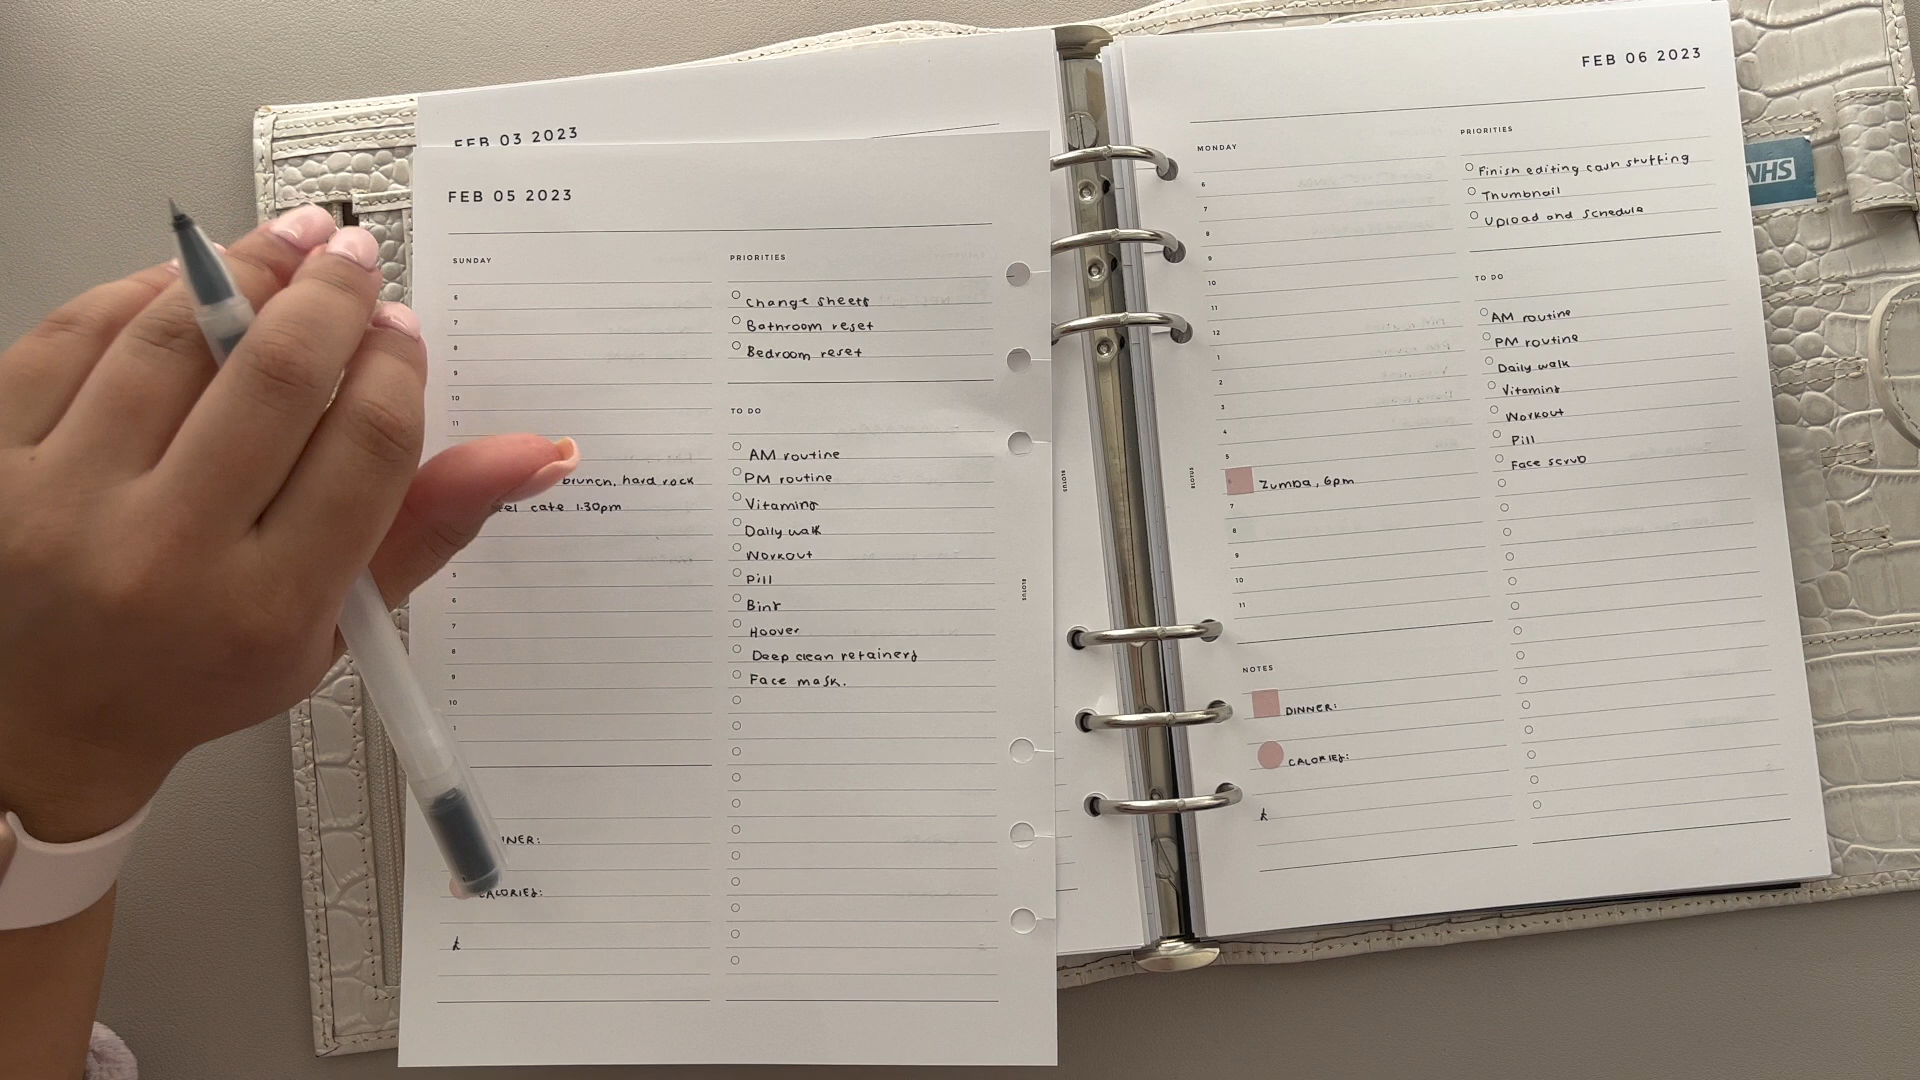 FEB 03 2023
FEB 05 2023
SUNDAY
6
7
8
9
10
11
brunch, hard rock
cafe 1.30pm
5
6
7
8
9
10
CALORIES:
£
PRIORITIES
Change sheets
Bathroom reset
Bedroom reset
TO DO
AM routine
PM routine
Vitamins
Daily walk
Workout
Pill
Bins
Hoover
Deep clean retainers
Face mask.
BLOTUS
BLOTUS
FEB 06 2023
MONDAY
6
7
8
9
10
11
12
1
2
3
4
5
Zumba, 6pm
7
8
9
10
11
NOTES
DINNER:
CALORIES:
£
PRIORITIES
Finish editing cash stuffing
Thumbnail
Upload and schedule
TO DO
AM routine
PM routine
Daily walk
Vitamins
Workout
Pill
Face scrub
BLOTUS
NHS